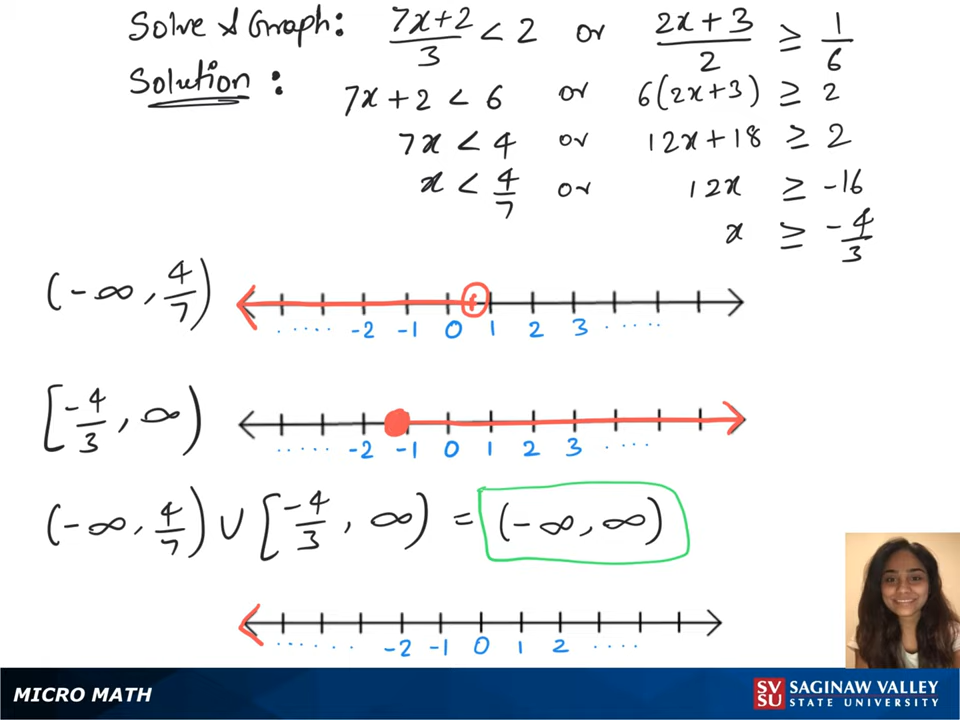 Solve & Graph: (7x+2)/3 < 2 or (2x+3)/2 ≥ 1/6
Solution: 7x+2 < 6 or 6(2x+3) ≥ 2
7x < 4 or 12x+18 ≥ 2
x < 4/7 or 12x ≥ -16
x ≥ -4/3
(-∞, 4/7)
..... -2 -1 0 1 2 3 .....
[-4/3, ∞)
..... -2 -1 0 1 2 3 ....
(-∞, 4/7) ∪ [-4/3, ∞) = (-∞, ∞)
...... -2 -1 0 1 2 ....
MICRO MATH
SVSU SAGINAW VALLEY
STATE UNIVERSITY